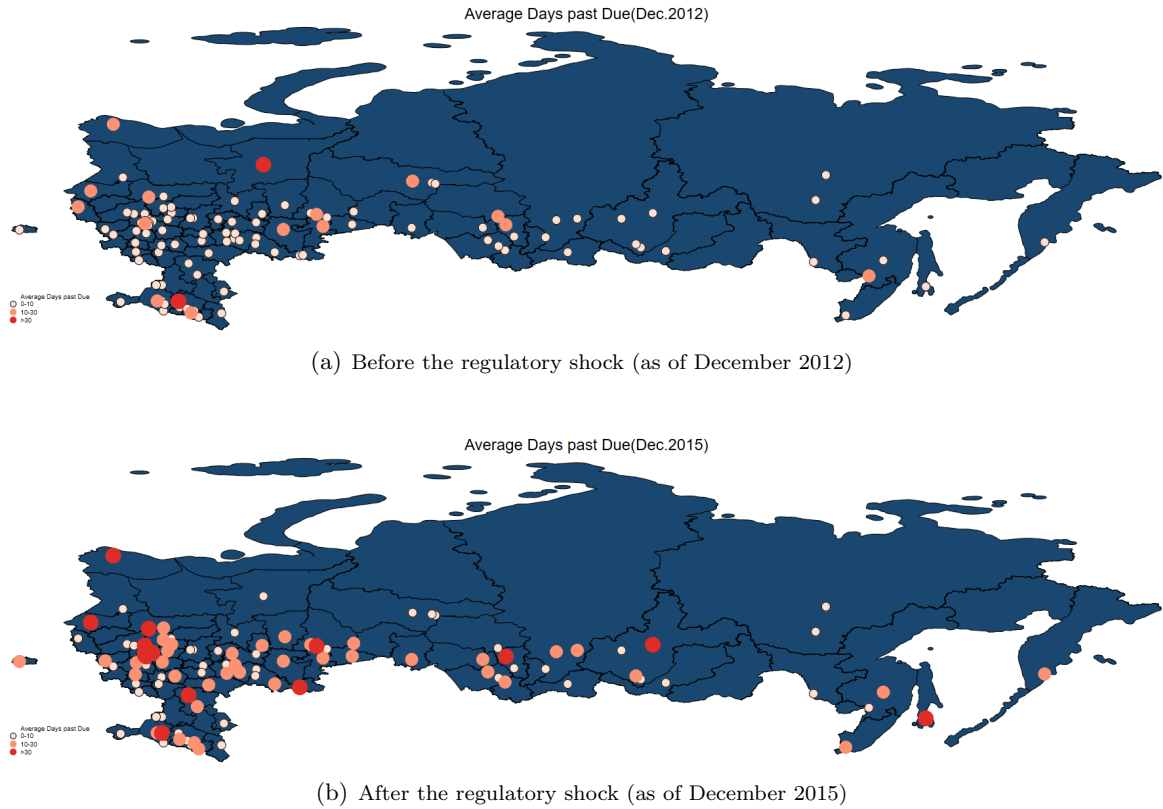 Average Days past Due(Dec.2012)
Average Days past Due
0-10
10-30
>30
(a) Before the regulatory shock (as of December 2012)
Average Days past Due(Dec.2015)
Average Days past Due
0-10
10-30
>30
(b) After the regulatory shock (as of December 2015)